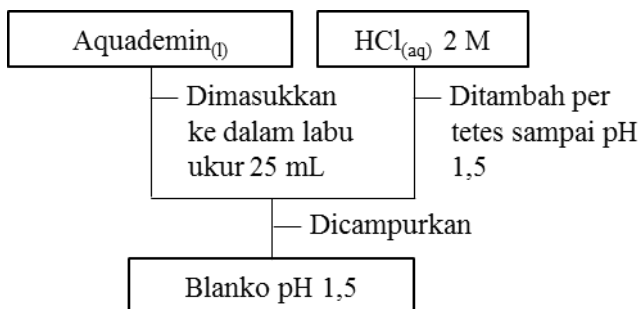 Aquademin(l)
HCl(aq) 2 M
Dimasukkan
ke dalam labu
ukur 25 mL
Ditambah per
tetes sampai pH
1,5
Dicampurkan
Blanko pH 1,5